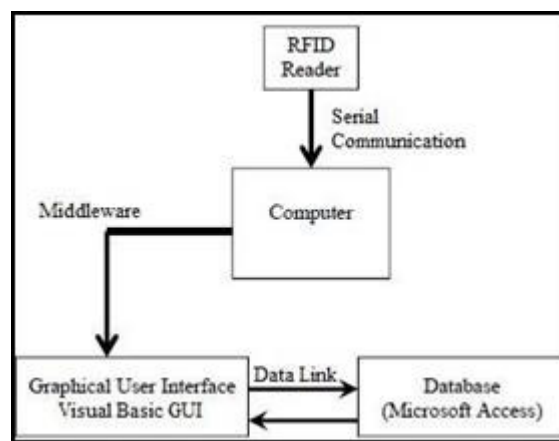 RFID
Reader
Serial
Communication
Middleware
Computer
Graphical User Interface
Visual Basic GUI
Data Link
Database
(Microsoft Access)